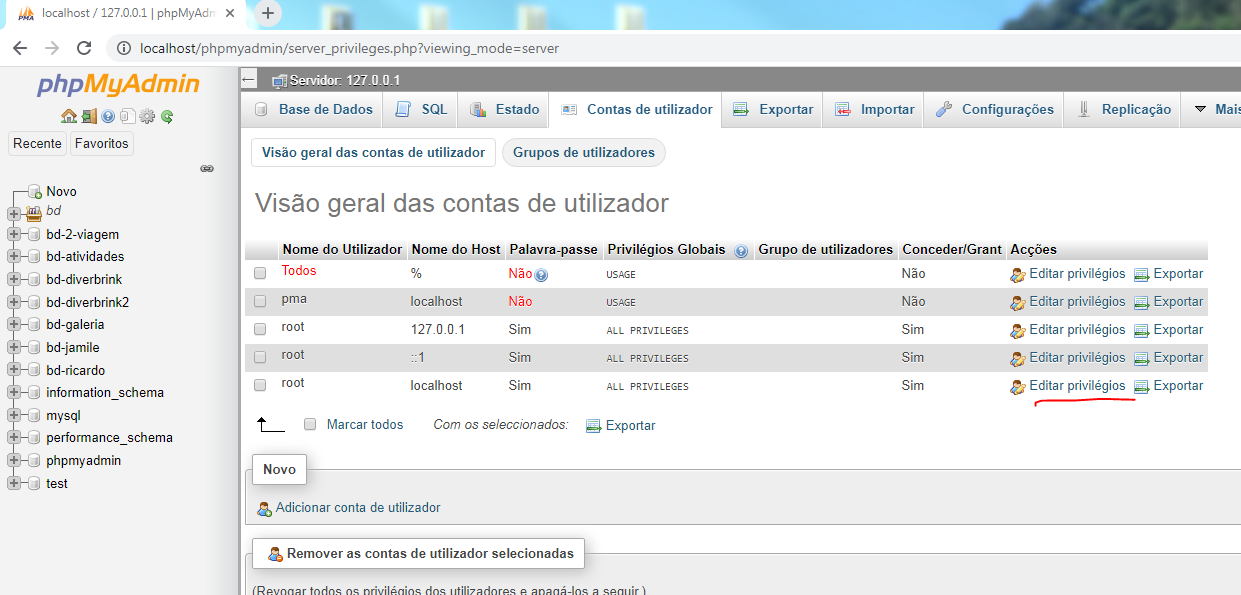 localhost / 127.0.0.1 | phpMyAdm
localhost/phpmyadmin/server_privileges.php?viewing_mode=server
phpMyAdmin
Recente Favoritos
Novo
bd
bd-2-viagem
bd-atividades
bd-diverbrink
bd-diverbrink2
bd-galeria
bd-jamile
bd-ricardo
information_schema
mysql
performance_schema
phpmyadmin
test
Servidor: 127.0.0.1
Base de Dados SQL Estado Contas de utilizador Exportar Importar Configurações Replicação Mais
Visão geral das contas de utilizador Grupos de utilizadores
Visão geral das contas de utilizador
Nome do Utilizador Nome do Host Palavra-passe Privilégios Globais Grupo de utilizadores Conceder/Grant Acções
Todos % Não USAGE Não Editar privilégios Exportar
pma localhost Não USAGE Não Editar privilégios Exportar
root 127.0.0.1 Sim ALL PRIVILEGES Sim Editar privilégios Exportar
root ::1 Sim ALL PRIVILEGES Sim Editar privilégios Exportar
root localhost Sim ALL PRIVILEGES Sim Editar privilégios Exportar
Marcar todos Com os seleccionados: Exportar
Novo
Adicionar conta de utilizador
Remover as contas de utilizador selecionadas
(Revogar todos os privilégios dos utilizadores e apagá-los a seguir.)